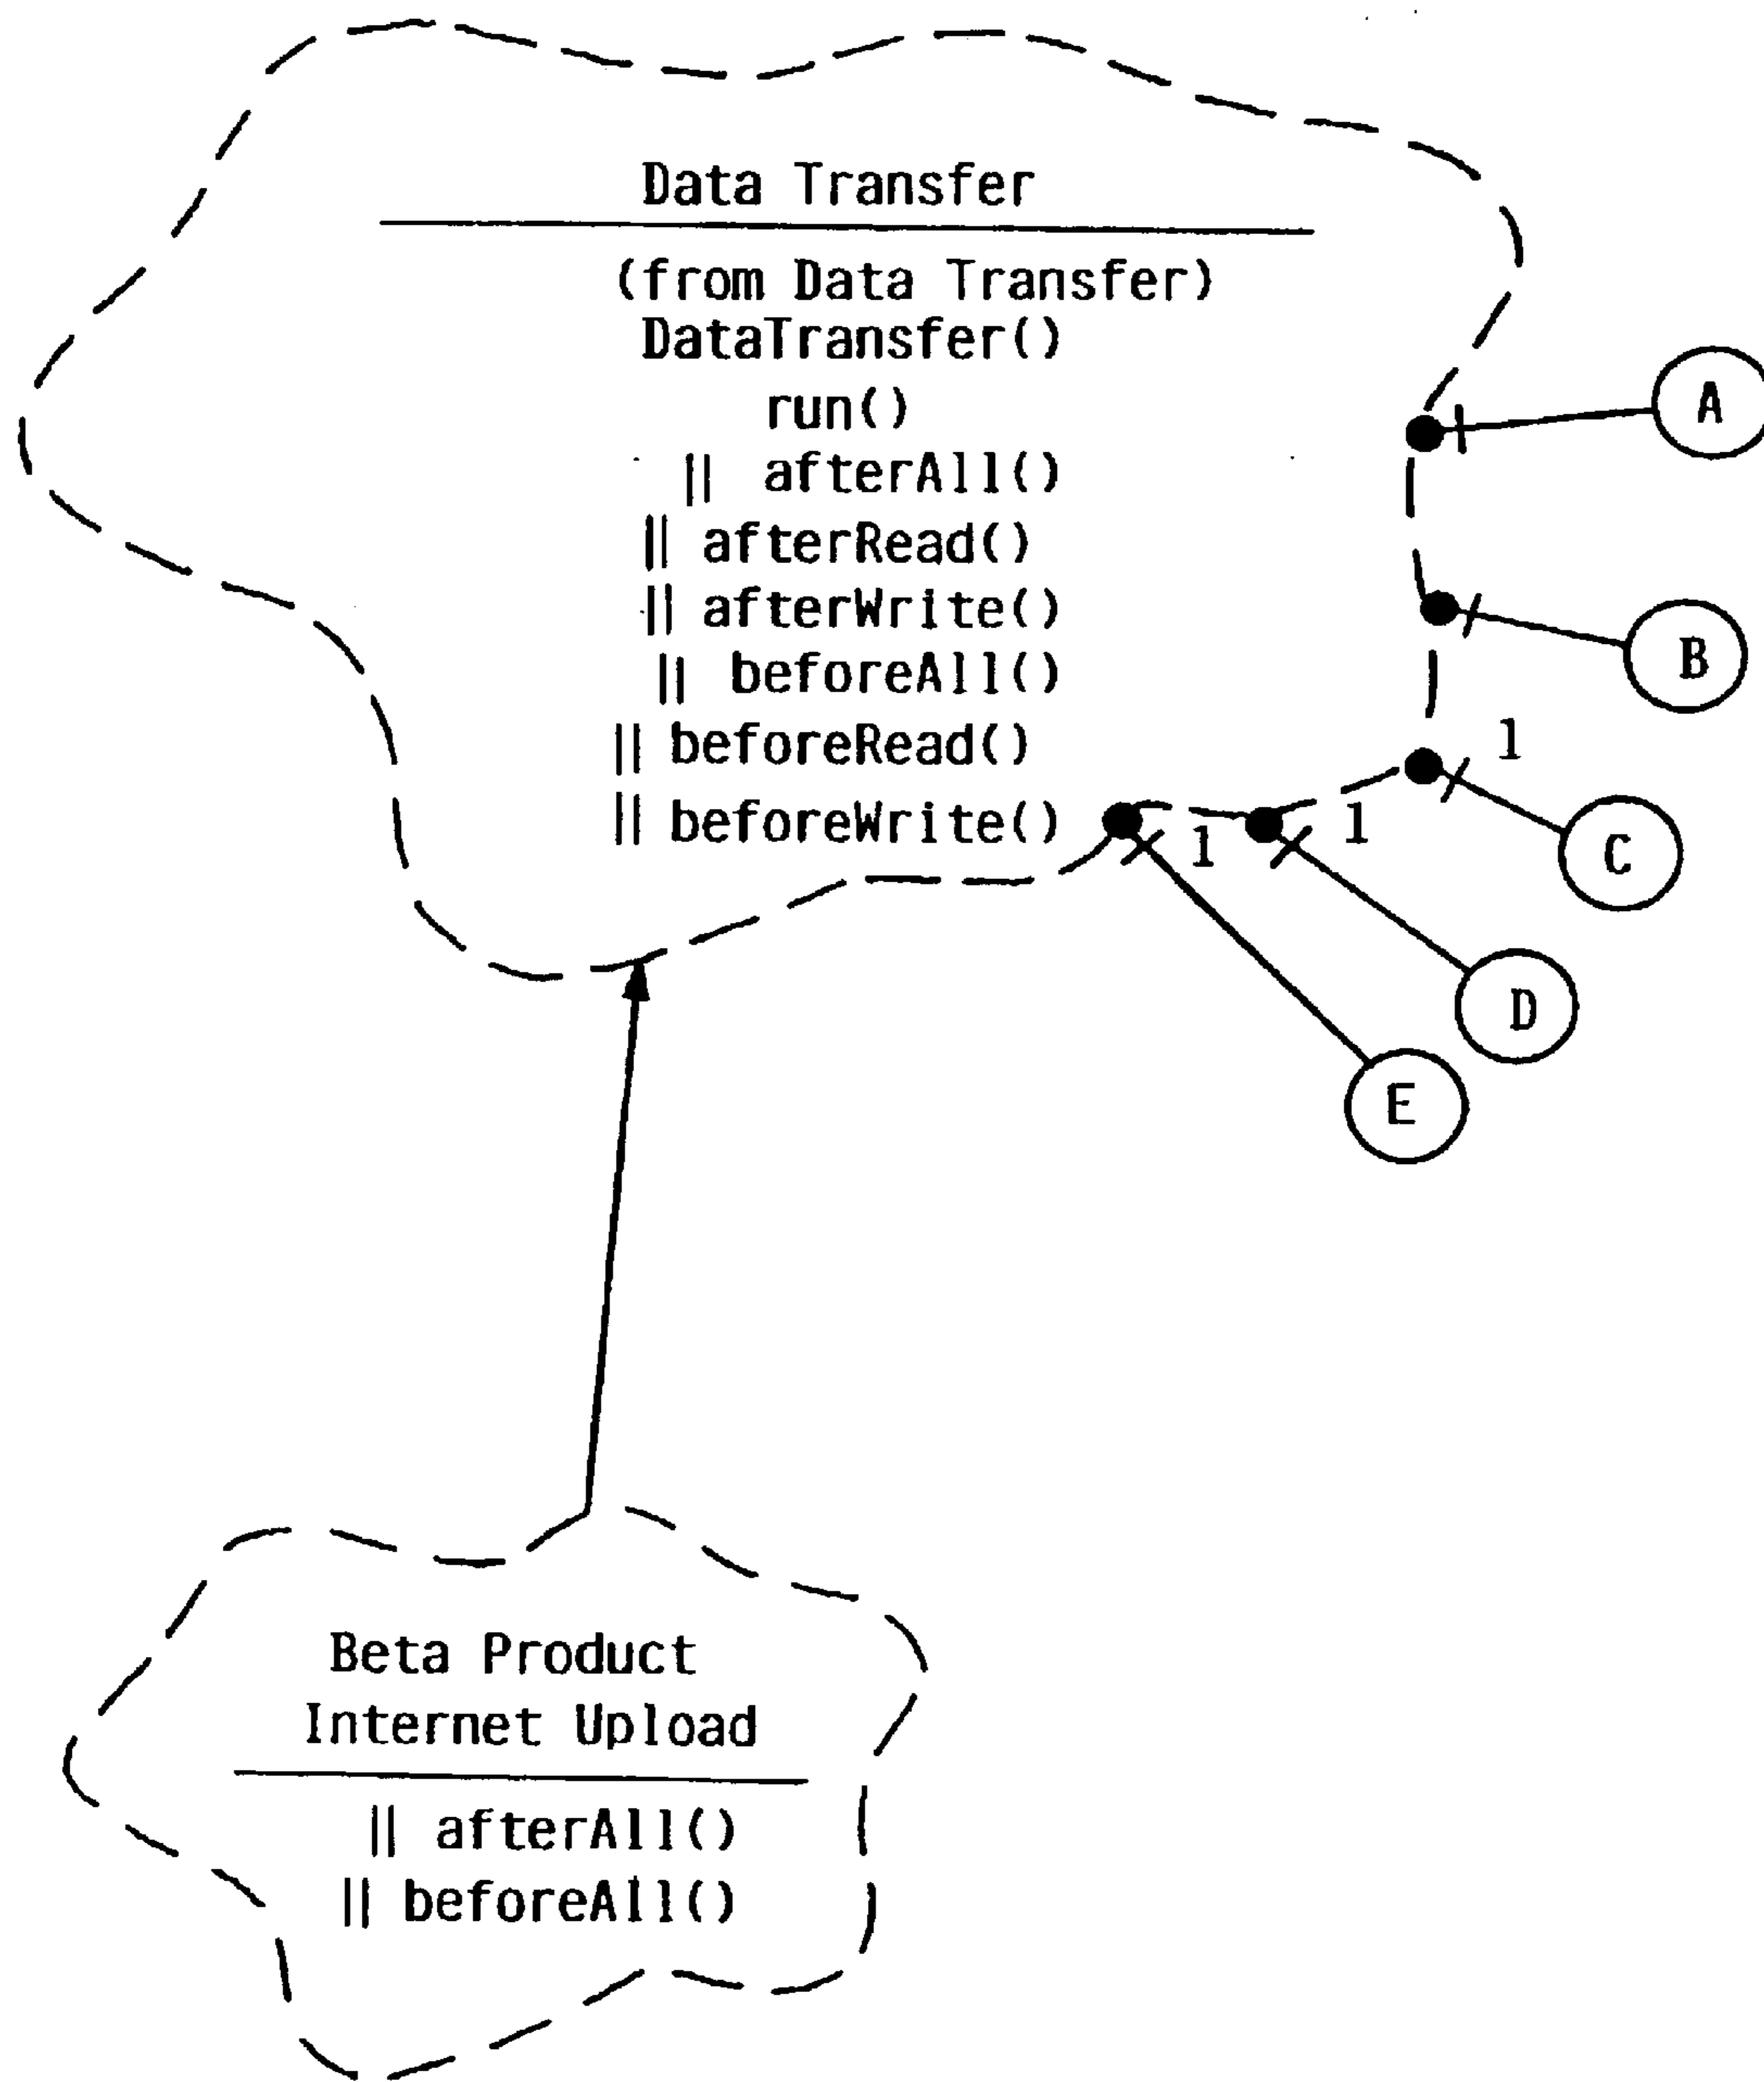 Data Transfer
(from Data Transfer)
DataTransfer()
run()
|| afterAll()
|| afterRead()
|| afterWrite()
|| beforeAll()
|| beforeRead()
|| beforeWrite()
A
B
1
C
1
D
1
E
Beta Product
Internet Upload
|| afterAll()
|| beforeAll()